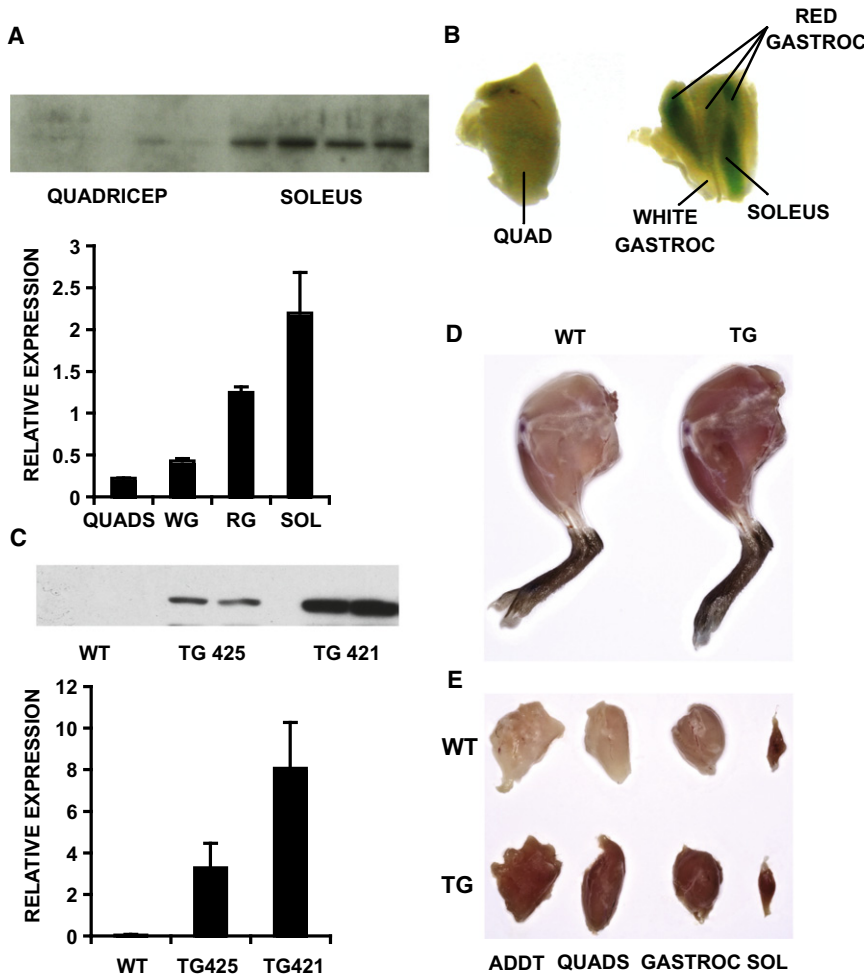 A
QUADRICEP SOLEUS
RELATIVE EXPRESSION
3
2.5
2
1.5
1
0.5
0
QUADS WG RG SOL
B
RED
GASTROC
QUAD
WHITE
GASTROC
SOLEUS
C
WT TG 425 TG 421
RELATIVE EXPRESSION
12
10
8
6
4
2
0
WT TG425 TG421
D
WT TG
E
WT
TG
ADDT QUADS GASTROC SOL